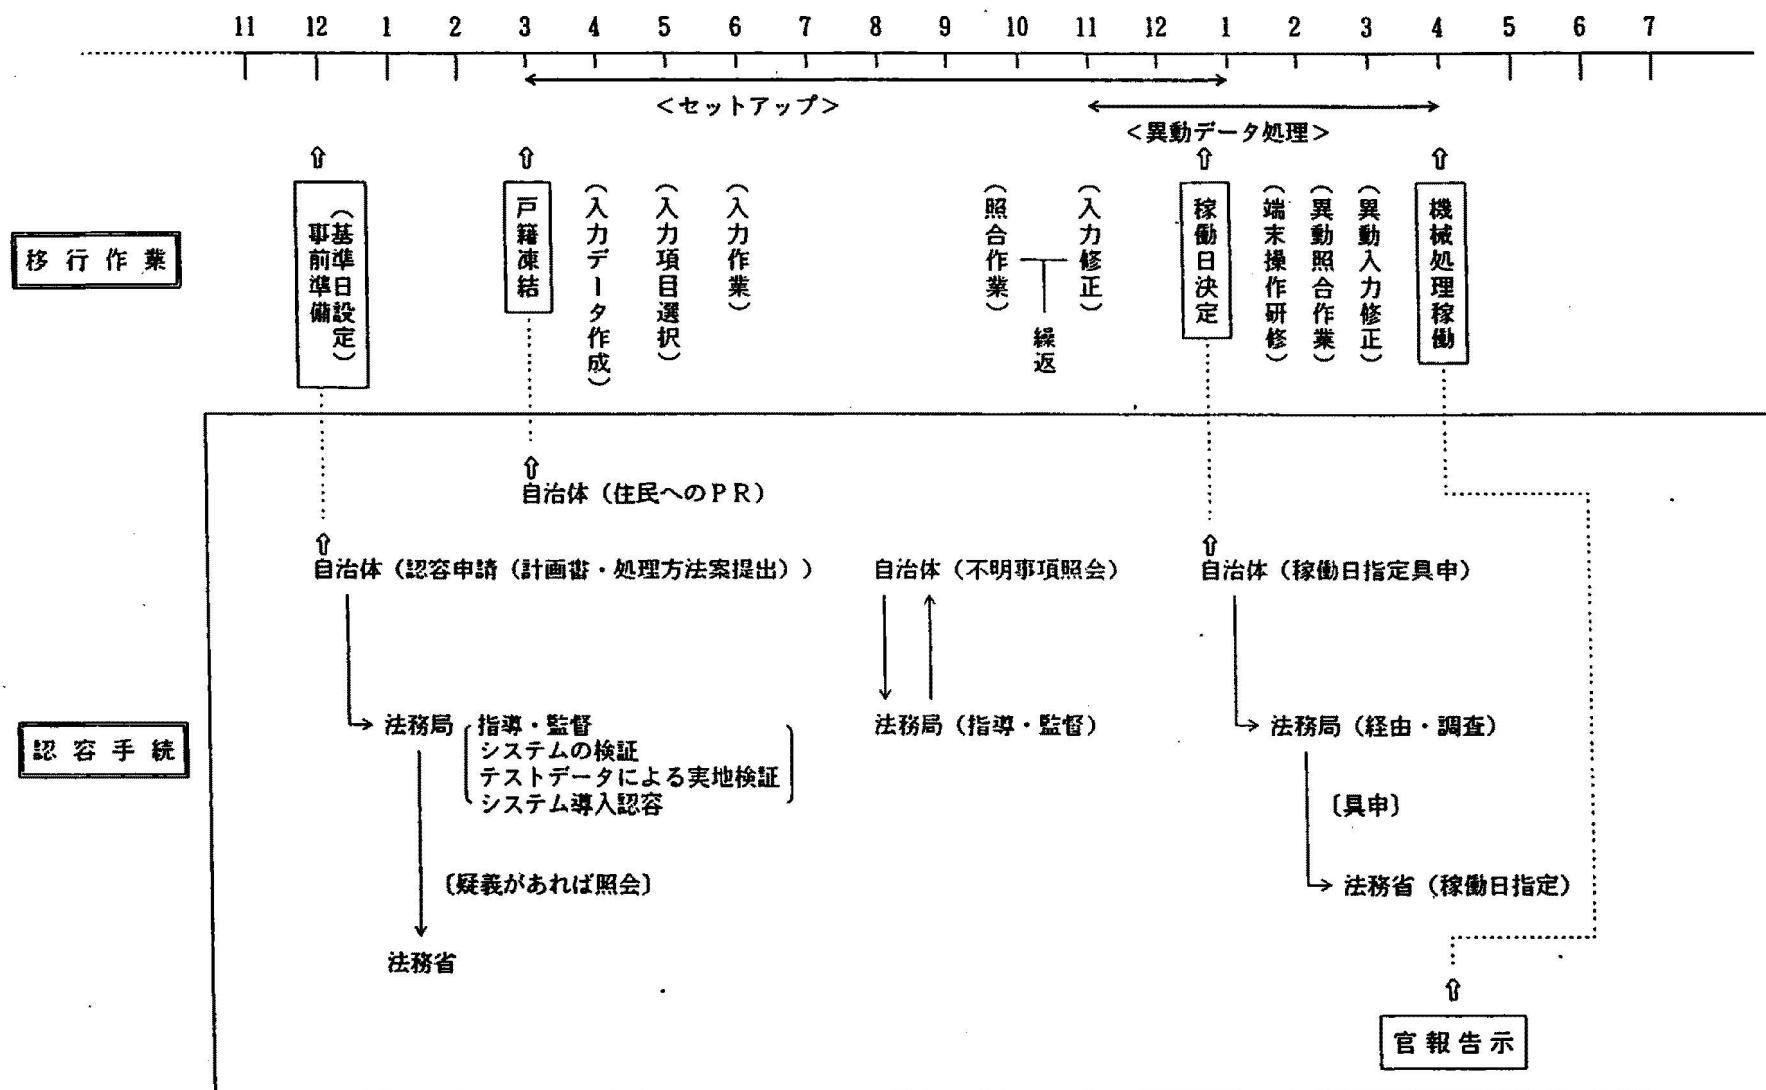 11 12 1 2 3 4 5 6 7 8 9 10 11 12 1 2 3 4 5 6 7
＜セットアップ＞
＜異動データ処理＞
移行作業
事前準備
（基準日設定）
戸籍凍結
（入力データ作成）
（入力項目選択）
（入力作業）
（照合作業）
繰返
（入力修正）
稼働日決定
（端末操作研修）
（異動照合作業）
（異動入力修正）
機械処理稼働
自治体（住民へのＰＲ）
自治体（認容申請（計画書・処理方法案提出））
自治体（不明事項照会）
自治体（稼働日指定具申）
認容手続
法務局
指導・監督
システムの検証
テストデータによる実地検証
システム導入認容
法務局（指導・監督）
法務局（経由・調査）
〔具申〕
〔疑義があれば照会〕
法務省（稼働日指定）
法務省
官報告示